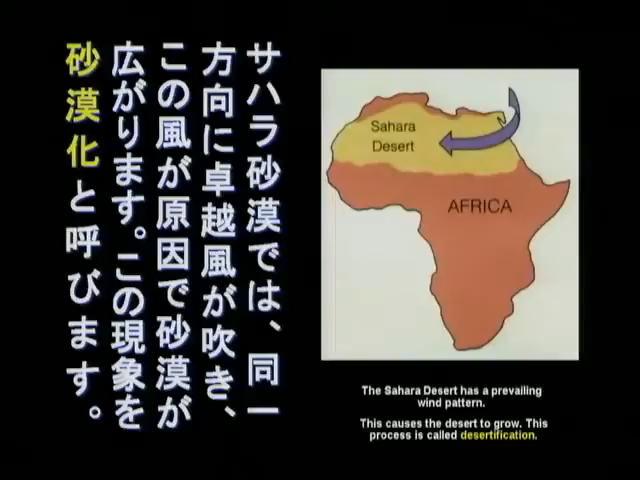 サハラ砂漠では、同一
方向に卓越風が吹き、
この風が原因で砂漠が
広がります。この現象を
砂漠化と呼びます。
Sahara
Desert
AFRICA
The Sahara Desert has a prevailing
wind pattern.
This causes the desert to grow. This
process is called desertification.